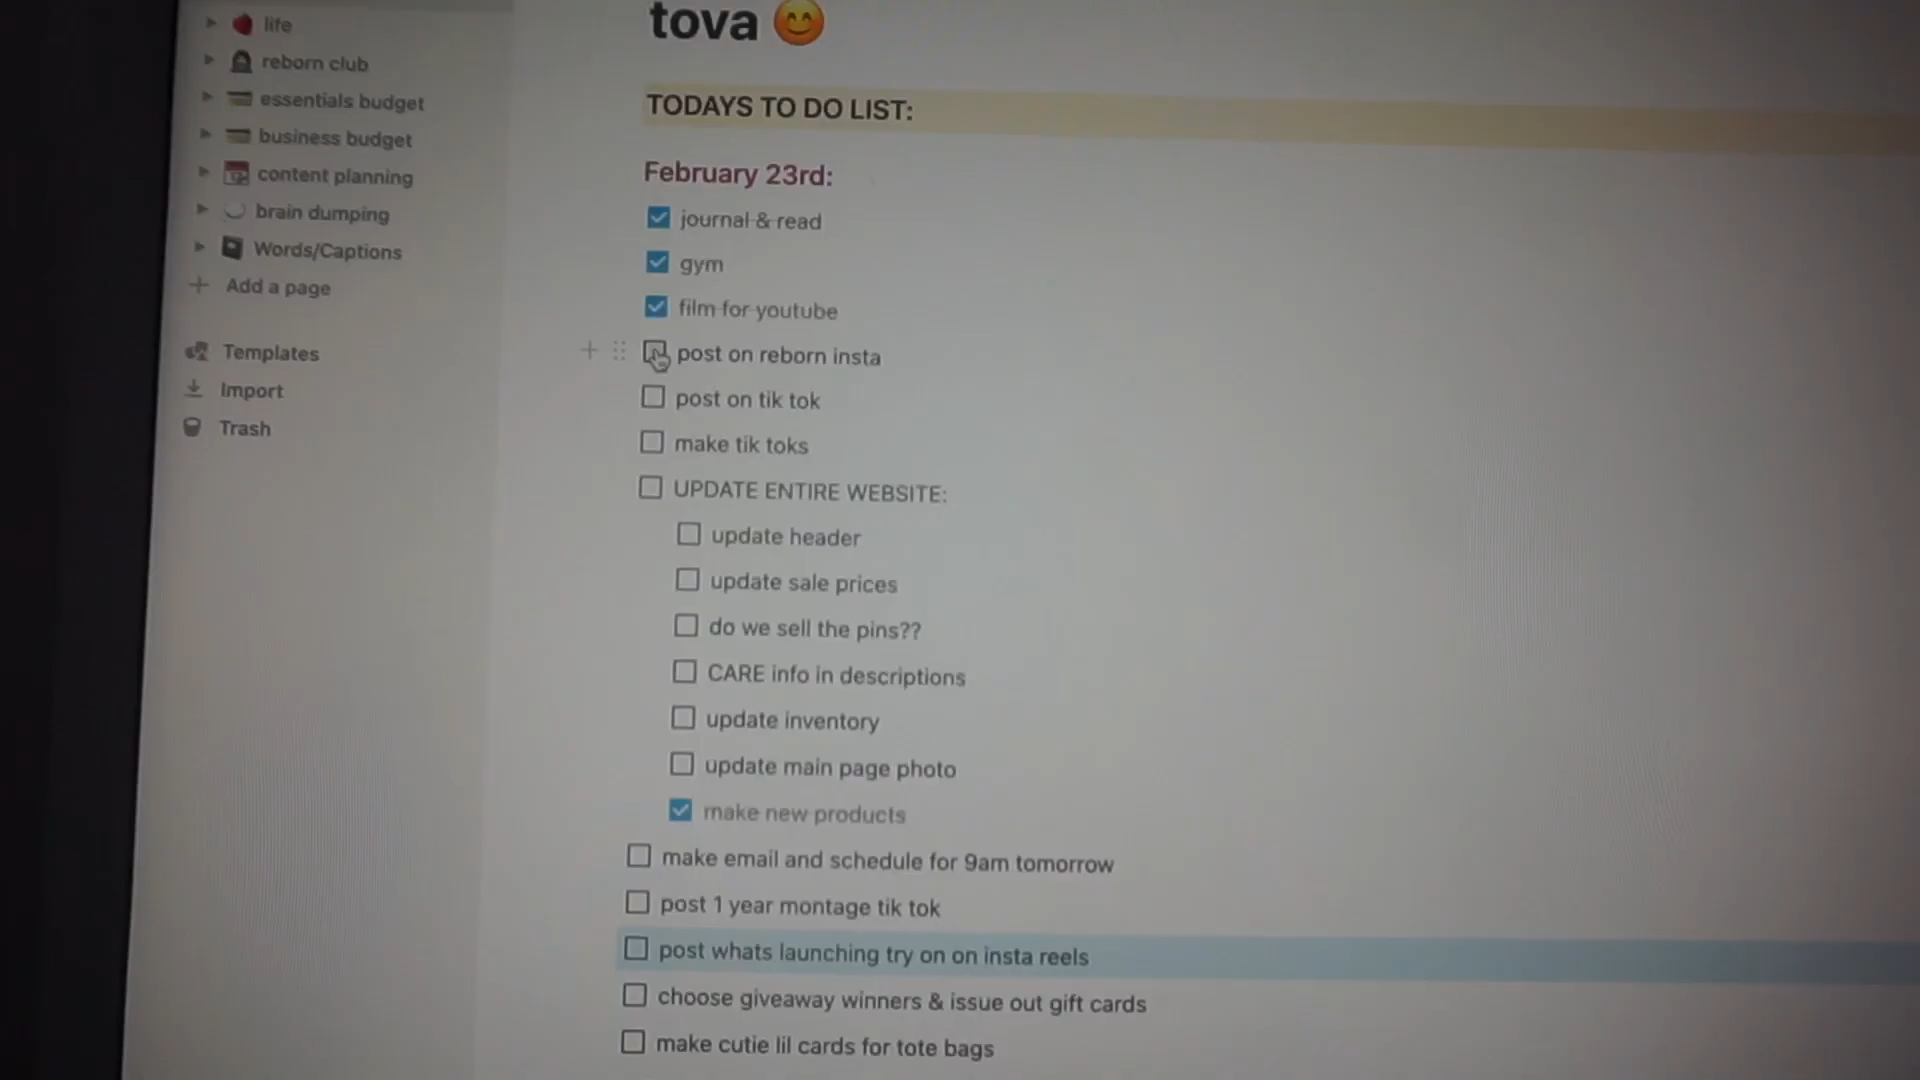 life
reborn club
essentials budget
business budget
content planning
brain dumping
Words/Captions
Add a page
Templates
Import
Trash
tova
TODAYS TO DO LIST:
February 23rd:
journal & read
gym
film for youtube
post on reborn insta
post on tik tok
make tik toks
UPDATE ENTIRE WEBSITE:
update header
update sale prices
do we sell the pins??
CARE info in descriptions
update inventory
update main page photo
make new products
make email and schedule for 9am tomorrow
post 1 year montage tik tok
post whats launching try on on insta reels
choose giveaway winners & issue out gift cards
make cutie lil cards for tote bags